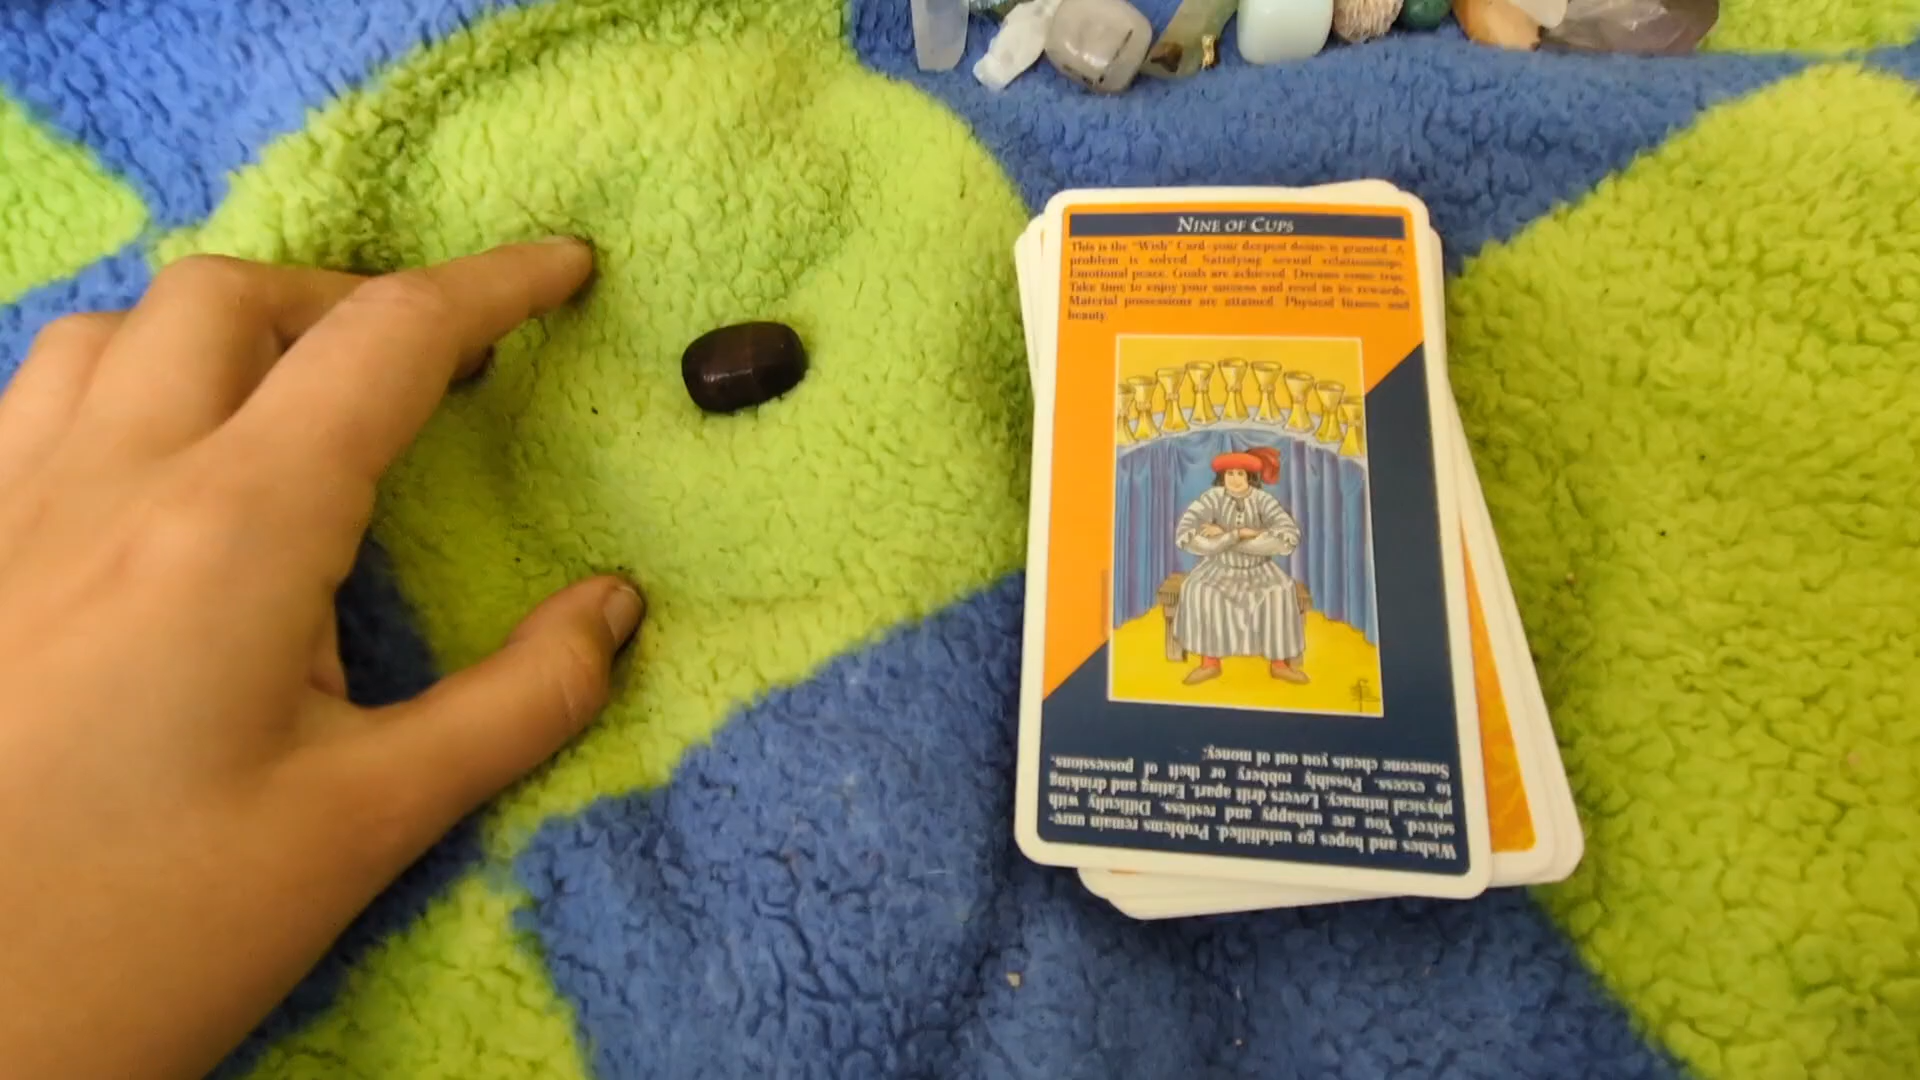 NINE OF CUPS
This is the "Wish" Card–your deepest desire is granted. A
problem is solved. Satisfying sexual relationships.
Emotional peace. Goals are achieved. Dreams come true.
Take time to enjoy your success and revel in its rewards.
Material possessions are attained. Physical fitness and
beauty.
Wishes and hopes go unfulfilled. Problems remain unre-
solved. You are unhappy and restless. Difficulty with
physical intimacy. Lovers drift apart. Eating and drinking
to excess. Possibly robbery or theft of possessions.
Someone cheats you out of money.